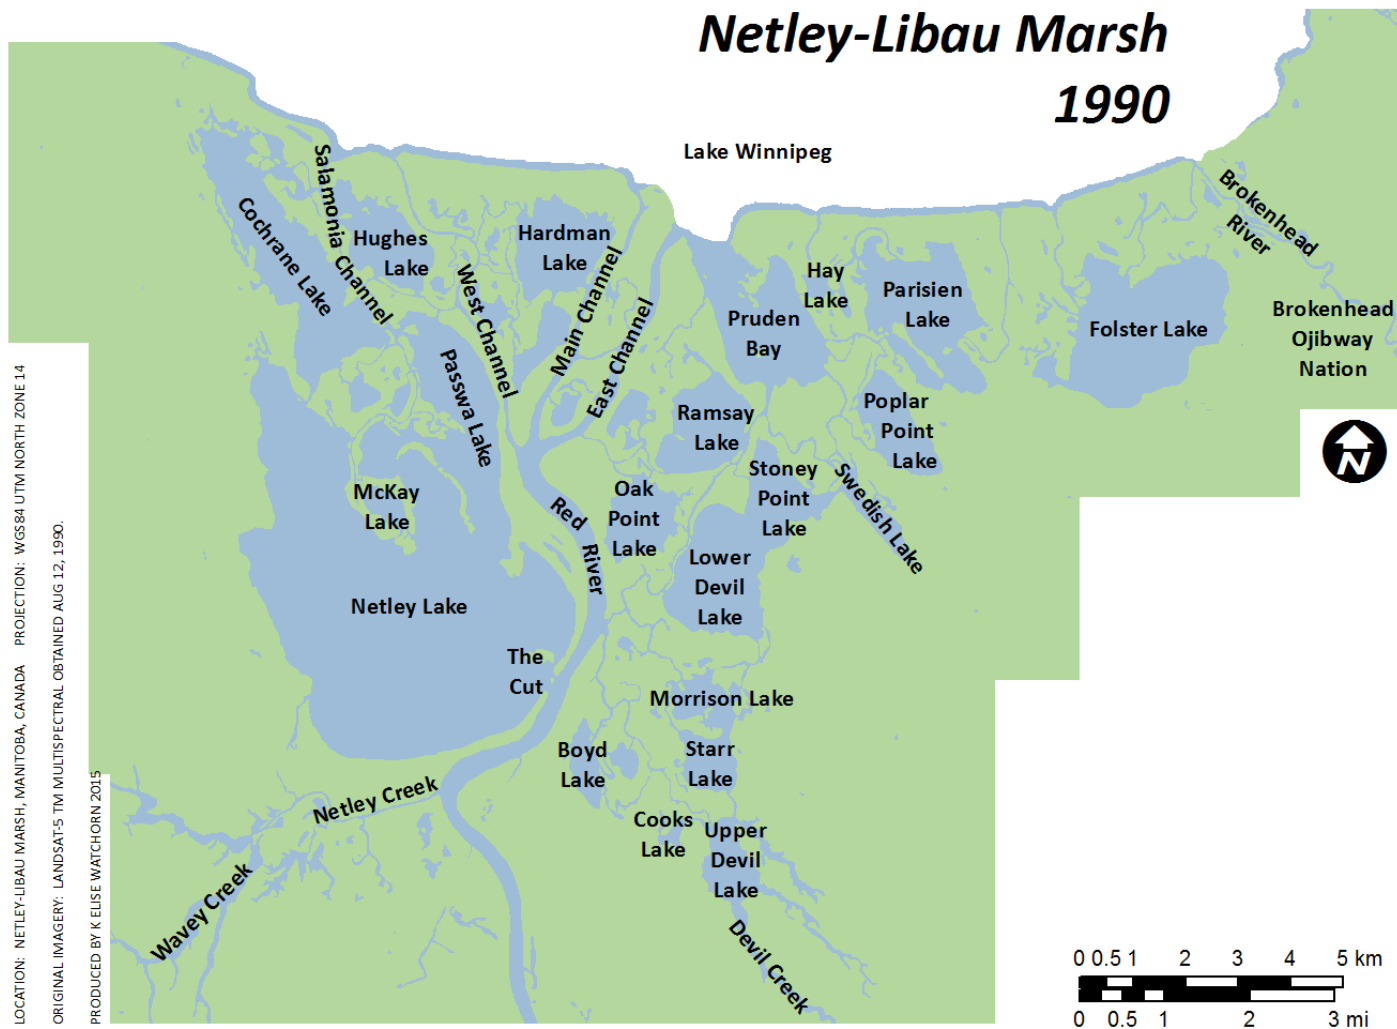 Netley-Libau Marsh
1990
Lake Winnipeg
Salamonia Channel
Cochrane Lake
Hughes
Lake
West Channel
Hardman
Lake
Main Channel
East Channel
Passwa Lake
Hay
Lake
Parisien
Lake
Pruden
Bay
Folster Lake
Brokenhead
River
Brokenhead
Ojibway
Nation
Ramsay
Lake
Poplar
Point
Lake
Stoney
Point
Lake
Swedish Lake
McKay
Lake
Oak
Point
Lake
Red
River
Lower
Devil
Lake
Netley Lake
The
Cut
Morrison Lake
Boyd
Lake
Starr
Lake
Netley Creek
Cooks
Lake
Upper
Devil
Lake
Wavey Creek
Devil Creek
N
0 0.5 1 2 3 4 5 km
0 0.5 1 2 3 mi
LOCATION: NETLEY-LIBAU MARSH, MANITOBA, CANADA PROJECTION: WGS84 UTM NORTH ZONE 14
ORIGINAL IMAGERY: LANDSAT-5 TM MULTISPECTRAL OBTAINED AUG 12, 1990.
PRODUCED BY K ELISE WATCHORN 2015